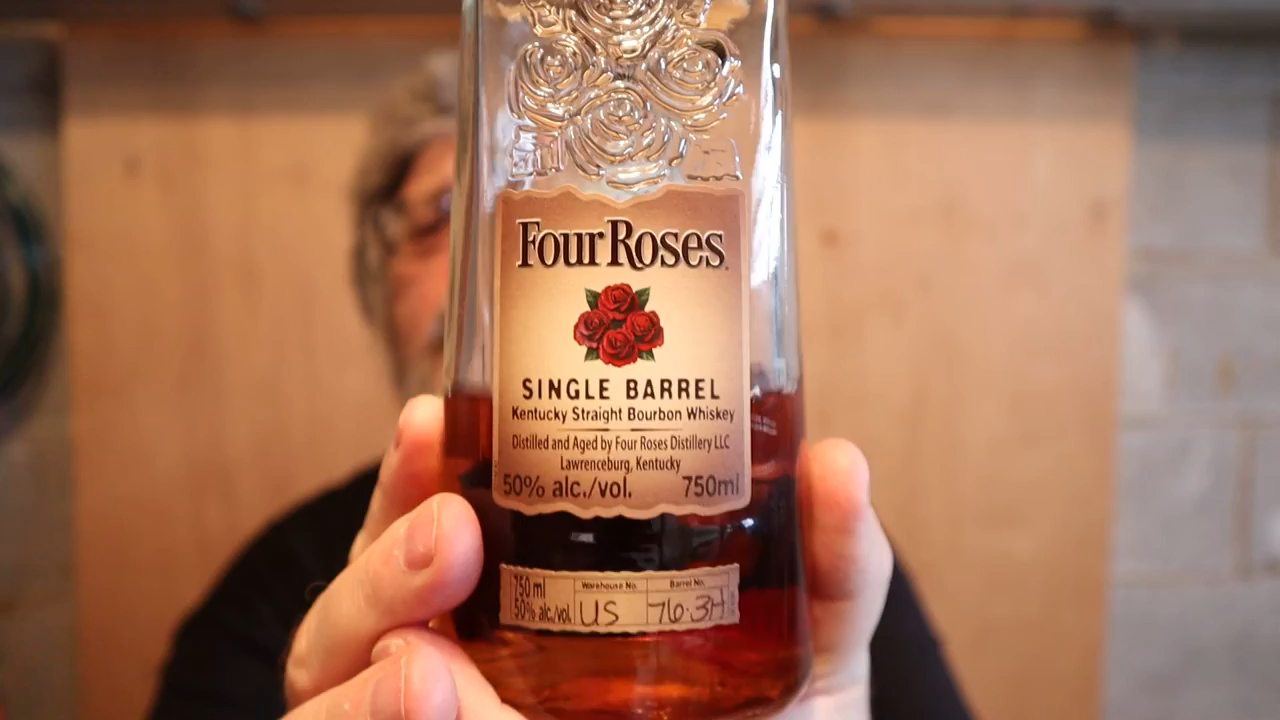 Four Roses
SINGLE BARREL
Kentucky Straight Bourbon Whiskey
Distilled and Aged by Four Roses Distillery LLC
Lawrenceburg, Kentucky
50% alc./vol. 750ml
750 ml Warehouse No. Barrel No.
50% alc./vol. US 76-3H